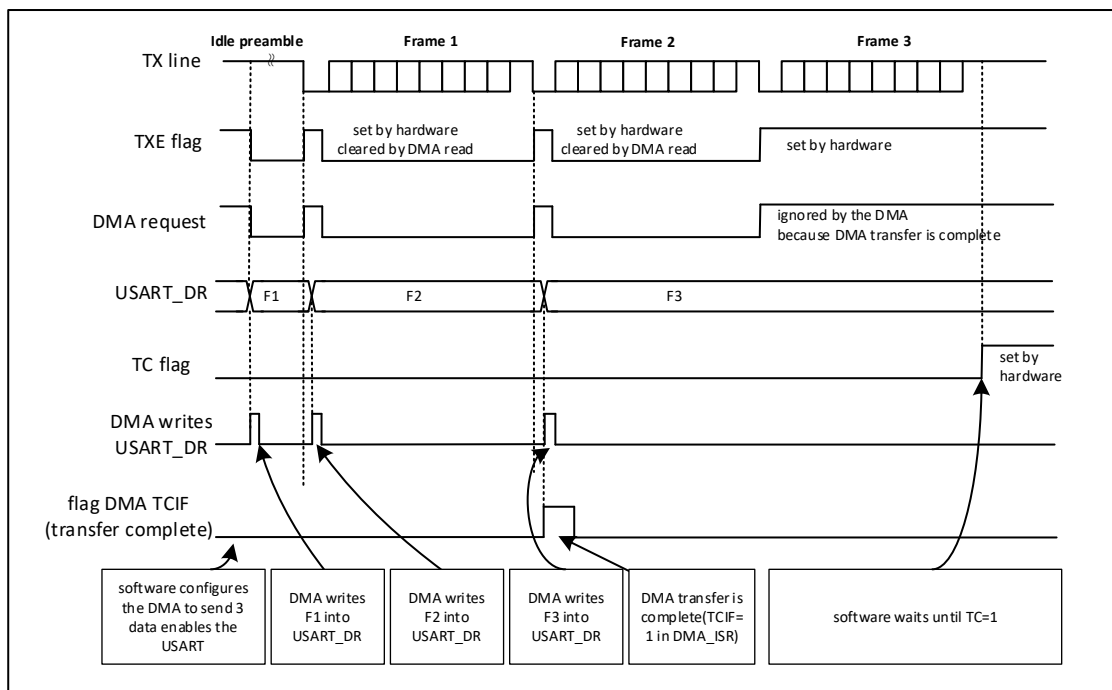 Idle preamble
Frame 1
Frame 2
Frame 3
TX line
TXE flag
set by hardware
cleared by DMA read
set by hardware
cleared by DMA read
set by hardware
DMA request
ignored by the DMA
because DMA transfer is complete
USART_DR
F1
F2
F3
TC flag
set by
hardware
DMA writes
USART_DR
flag DMA TCIF
(transfer complete)
software configures
the DMA to send 3
data enables the
USART
DMA writes
F1 into
USART_DR
DMA writes
F2 into
USART_DR
DMA writes
F3 into
USART_DR
DMA transfer is
complete(TCIF=
1 in DMA_ISR)
software waits until TC=1